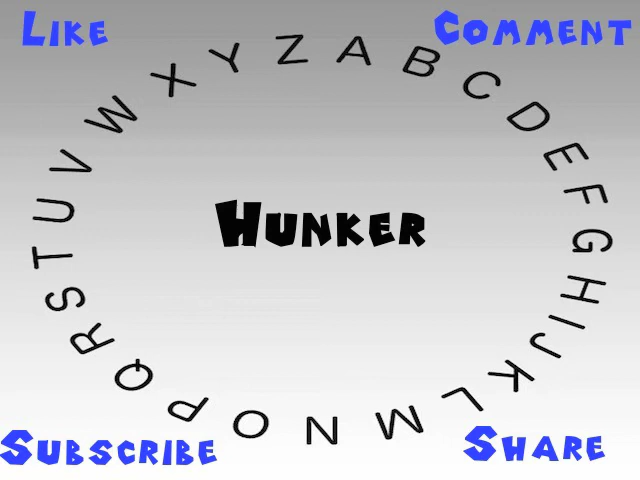 Like
Comment
A B C D E F G H I J K L M N O P Q R S T U V W X Y Z
Hunker
Subscribe
Share